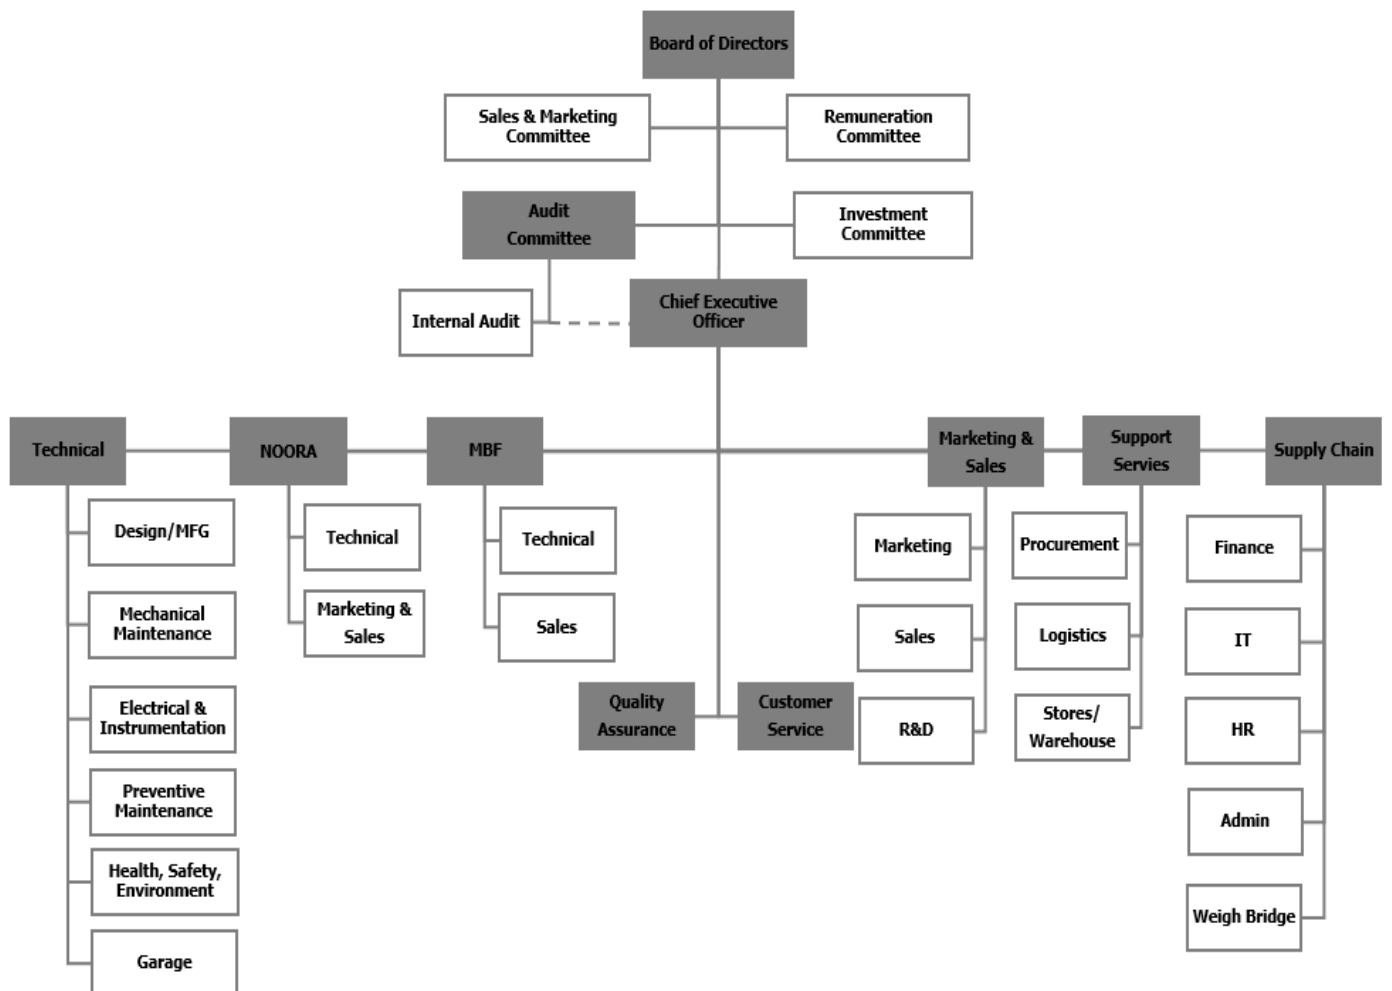 Board of Directors
Sales & Marketing
Committee
Remuneration
Committee
Audit
Committee
Investment
Committee
Internal Audit
Chief Executive
Officer
Technical
NOORA
MBF
Marketing &
Sales
Support
Servies
Supply Chain
Design/MFG
Mechanical
Maintenance
Electrical &
Instrumentation
Preventive
Maintenance
Health, Safety,
Environment
Garage
Technical
Marketing &
Sales
Technical
Sales
Quality
Assurance
Customer
Service
Marketing
Sales
R&D
Procurement
Logistics
Stores/
Warehouse
Finance
IT
HR
Admin
Weigh Bridge